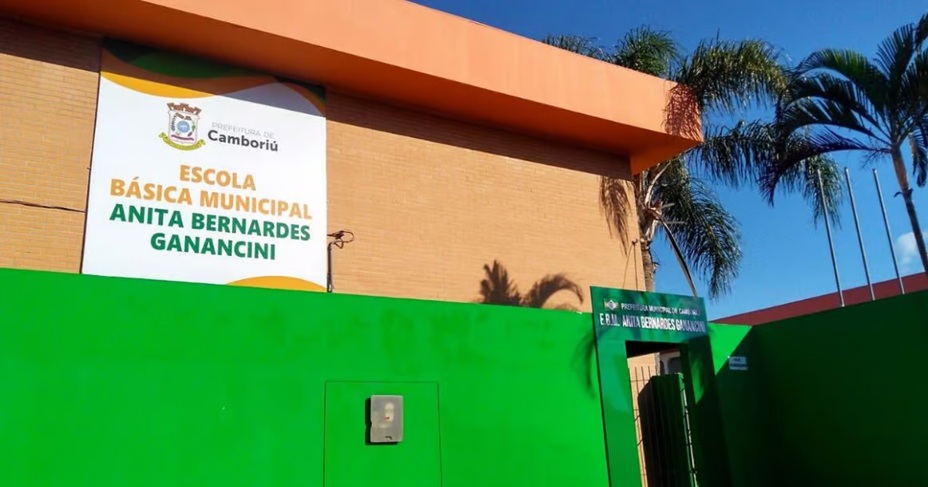 PREFEITURA DE
Camboriú
ESCOLA
BÁSICA MUNICIPAL
ANITA BERNARDES
GANANCINI
PREFEITURA MUNICIPAL DE CAMBORIÚ
E.B.M. ANITA BERNARDES GANANCINI